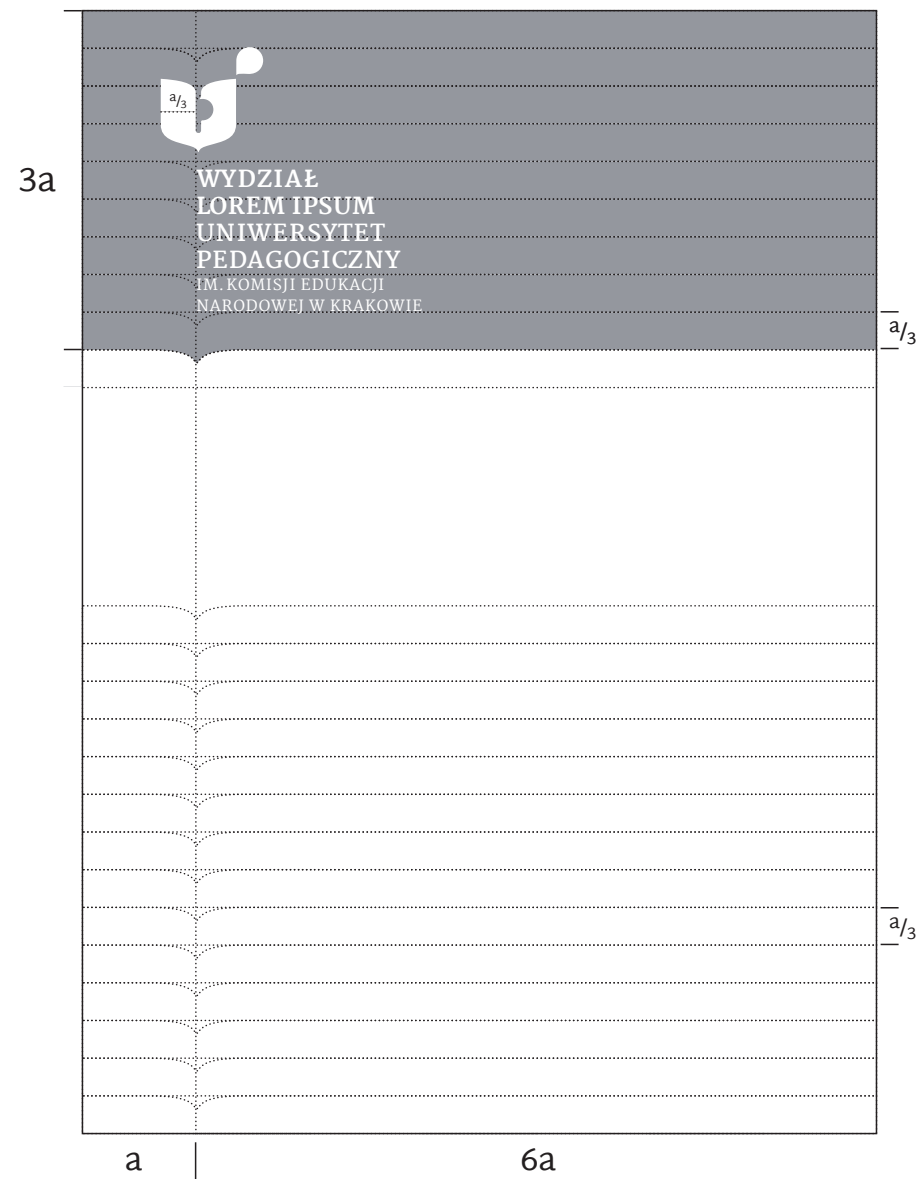 a/3
3a
WYDZIAŁ
LOREM IPSUM
UNIWERSYTET
PEDAGOGICZNY
IM. KOMISJI EDUKACJI
NARODOWEJ W KRAKOWIE
a/3
a/3
a
6a